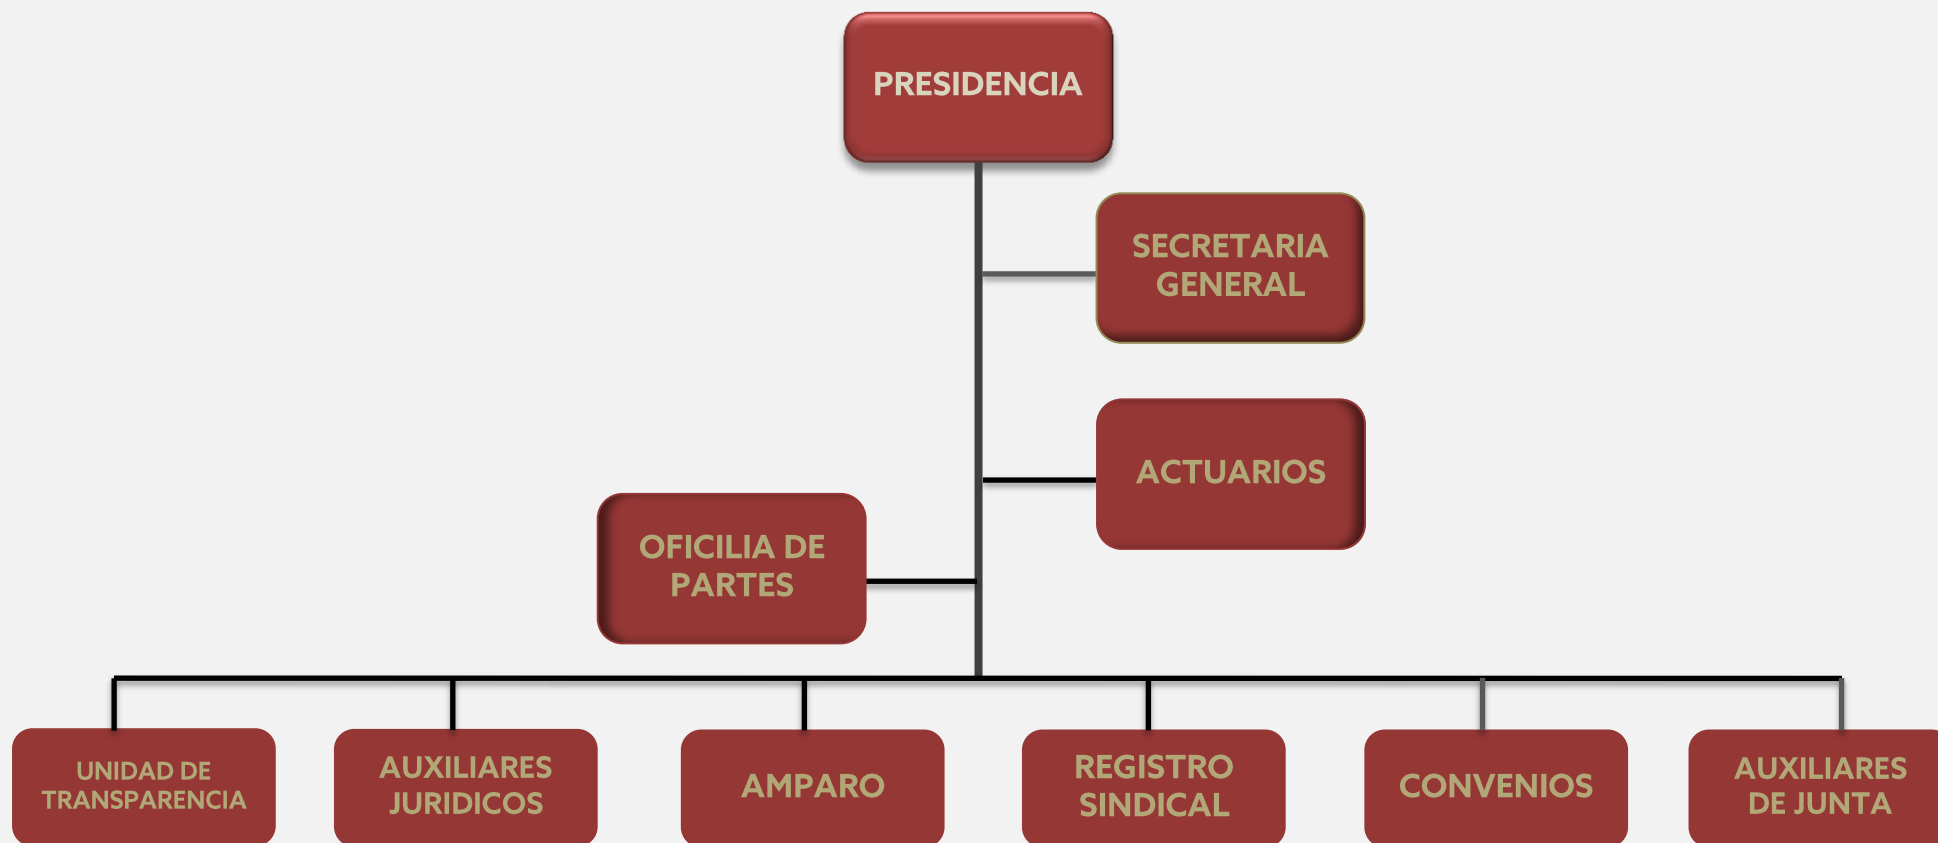 PRESIDENCIA
SECRETARIA
GENERAL
ACTUARIOS
OFICILIA DE
PARTES
UNIDAD DE
TRANSPARENCIA
AUXILIARES
JURIDICOS
AMPARO
REGISTRO
SINDICAL
CONVENIOS
AUXILIARES
DE JUNTA